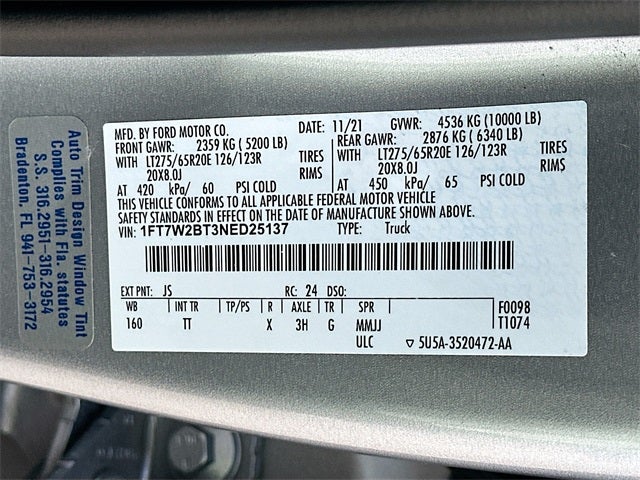 Auto Trim Design Window Tint
Complies with Fla. statutes
S.S. 316.2951-316.2954
Bradenton, FL 941-753-3172
MFD. BY FORD MOTOR CO.
DATE: 11/21 GVWR: 4536 KG (10000 LB)
FRONT GAWR: 2359 KG ( 5200 LB)
REAR GAWR: 2876 KG ( 6340 LB)
WITH LT275/65R20E 126/123R TIRES
WITH LT275/65R20E 126/123R TIRES
20X8.0J RIMS
20X8.0J RIMS
AT 420 kPa/ 60 PSI COLD
AT 450 kPa/ 65 PSI COLD
THIS VEHICLE CONFORMS TO ALL APPLICABLE FEDERAL MOTOR VEHICLE
SAFETY STANDARDS IN EFFECT ON THE DATE OF MANUFACTURE SHOWN ABOVE.
VIN: 1FT7W2BT3NED25137 TYPE: Truck
EXT PNT: JS RC: 24 DSO:
WB INT TR TP/PS R AXLE TR SPR F0098
160 TT X 3H G MMJJ T1074
ULC ▽ 5U5A-3520472-AA